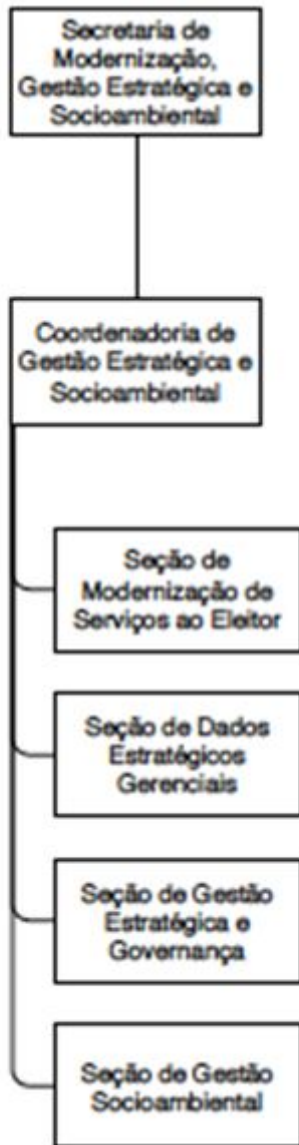 Secretaria de
Modernização,
Gestão Estratégica e
Socioambiental
Coordenadoria de
Gestão Estratégica e
Socioambiental
Seção de
Modernização de
Serviços ao Eleitor
Seção de Dados
Estratégicos
Gerenciais
Seção de Gestão
Estratégica e
Governança
Seção de Gestão
Socioambiental